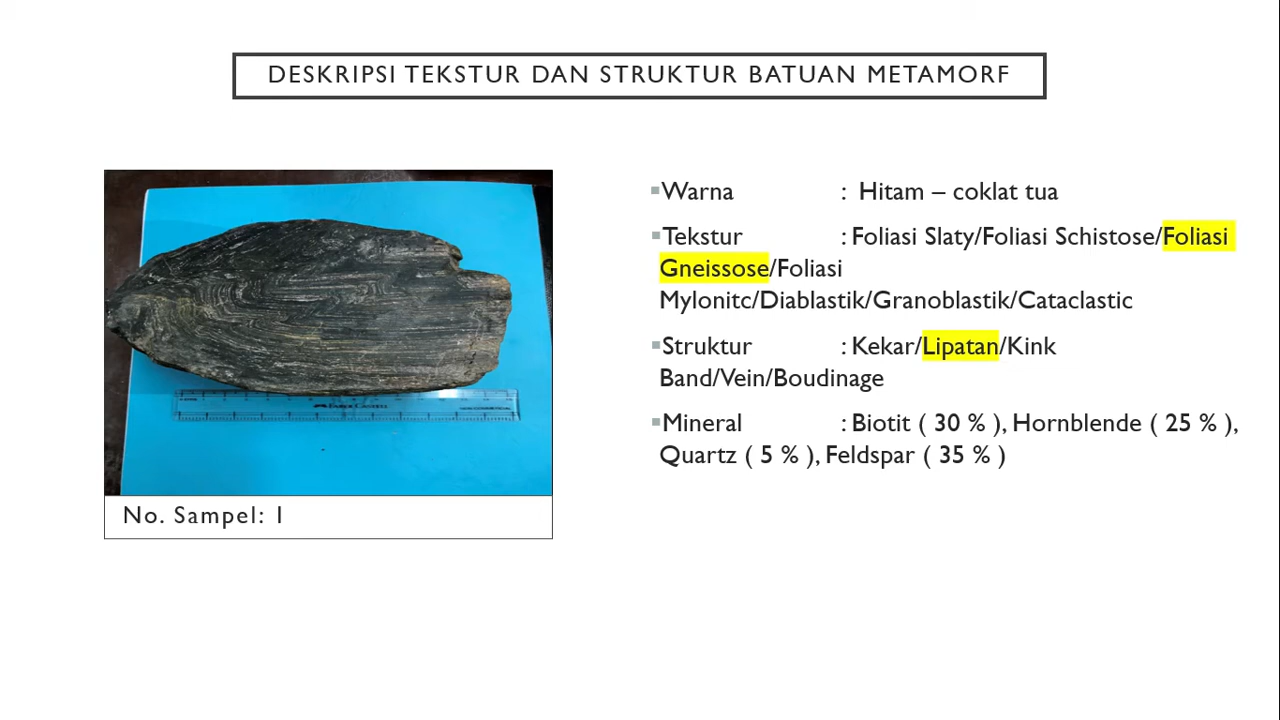 DESKRIPSI TEKSTUR DAN STRUKTUR BATUAN METAMORF
▪Warna : Hitam – coklat tua
▪Tekstur : Foliasi Slaty/Foliasi Schistose/Foliasi
Gneissose/Foliasi
Mylonitc/Diablastik/Granoblastik/Cataclastic
▪Struktur : Kekar/Lipatan/Kink
Band/Vein/Boudinage
▪Mineral : Biotit ( 30 % ), Hornblende ( 25 % ),
Quartz ( 5 % ), Feldspar ( 35 % )
No. Sampel: 1